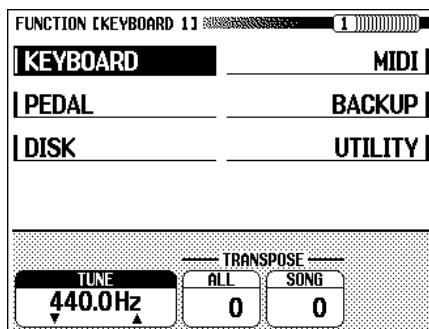 FUNCTION [KEYBOARD 1] 1
KEYBOARD MIDI
PEDAL BACKUP
DISK UTILITY
TRANSPOSE
TUNE ALL SONG
440.0Hz 0 0